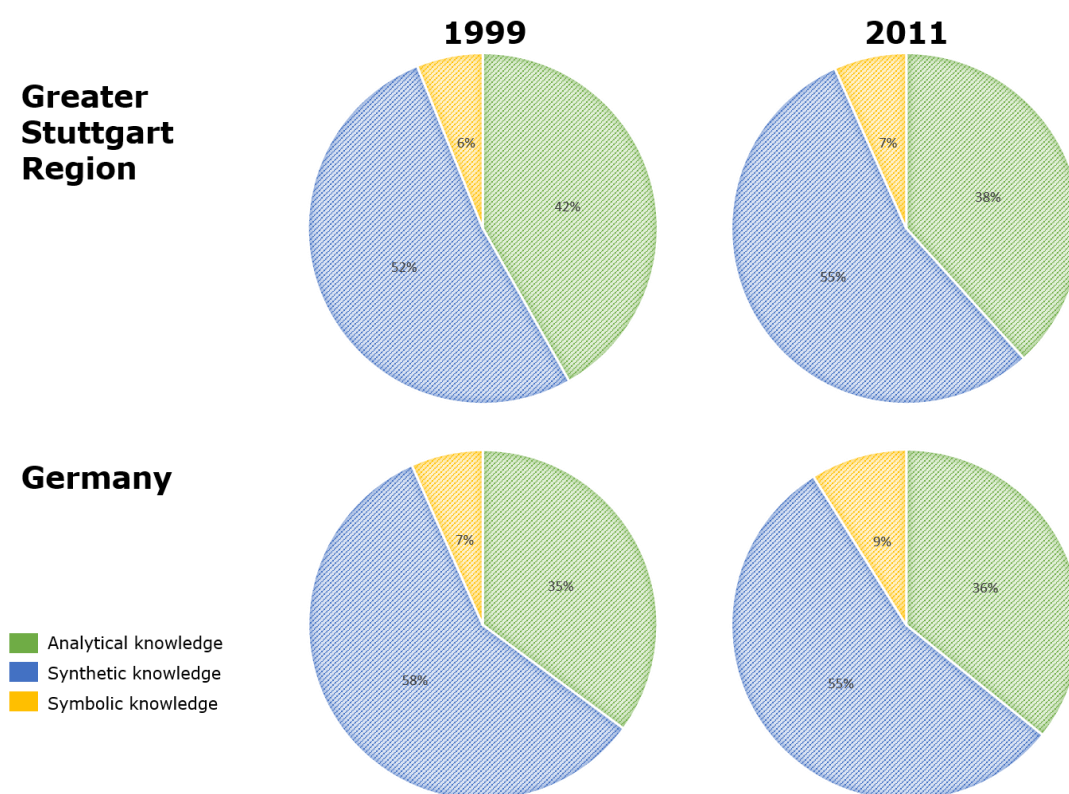 1999
2011
Greater
Stuttgart
Region
6%
42%
52%
7%
38%
55%
Germany
7%
35%
58%
9%
36%
55%
Analytical knowledge
Synthetic knowledge
Symbolic knowledge